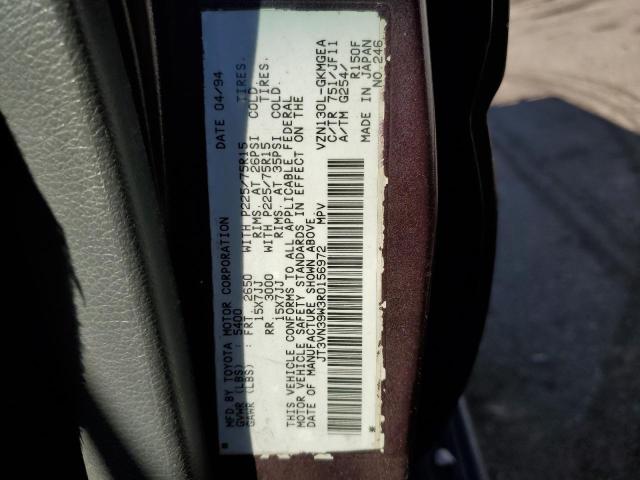 MFD BY TOYOTA MOTOR CORPORATION DATE 04/94
GVWR (LBS) : 5400
GAWR (LBS) : FRT. 2650 WITH P225/75R15 TIRES.
15X7JJ RIMS. AT 26PSI COLD
RR. 3000 WITH P225/75R15 TIRES.
15X7JJ RIMS. AT 35PSI COLD.
THIS VEHICLE CONFORMS TO ALL APPLICABLE FEDERAL
MOTOR VEHICLE SAFETY STANDARDS IN EFFECT ON THE
DATE OF MANUFACTURE SHOWN ABOVE.
JT3VN39W3R0156972 MPV
VZN130L-GKMGEA
C/TR 751/JF11
A/TM G254/ R150F
MADE IN JAPAN
NO.246